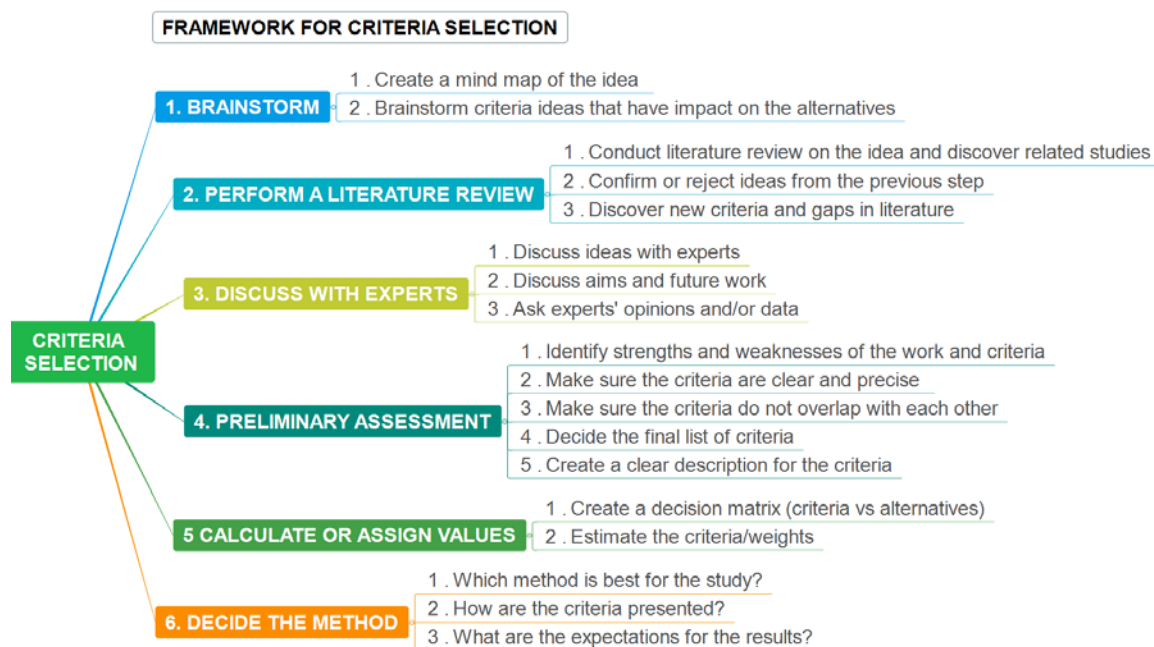 FRAMEWORK FOR CRITERIA SELECTION
CRITERIA
SELECTION
1. BRAINSTORM
1 . Create a mind map of the idea
2 . Brainstorm criteria ideas that have impact on the alternatives
2. PERFORM A LITERATURE REVIEW
1 . Conduct literature review on the idea and discover related studies
2 . Confirm or reject ideas from the previous step
3 . Discover new criteria and gaps in literature
3. DISCUSS WITH EXPERTS
1 . Discuss ideas with experts
2 . Discuss aims and future work
3 . Ask experts' opinions and/or data
4. PRELIMINARY ASSESSMENT
1 . Identify strengths and weaknesses of the work and criteria
2 . Make sure the criteria are clear and precise
3 . Make sure the criteria do not overlap with each other
4 . Decide the final list of criteria
5 . Create a clear description for the criteria
5 CALCULATE OR ASSIGN VALUES
1 . Create a decision matrix (criteria vs alternatives)
2 . Estimate the criteria/weights
6. DECIDE THE METHOD
1 . Which method is best for the study?
2 . How are the criteria presented?
3 . What are the expectations for the results?